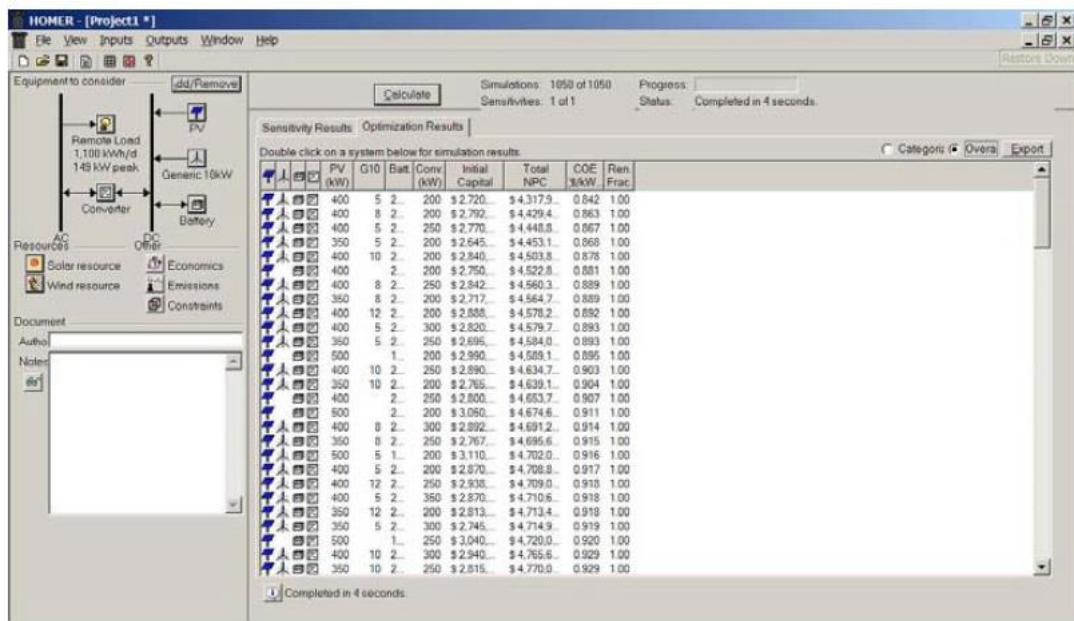 HOMER - [Project1 *]
File View Inputs Outputs Window Help
Restore Down
Equipment to consider
dd/Remove
Calculate
Simulations: 1050 of 1050
Sensitivities: 1 of 1
Progress:
Status: Completed in 4 seconds.
PV
Remote Load
1,100 kWh/d
149 kW peak
Generic 10kW
Converter
Battery
AC
DC
Resources
Other
Solar resource
Economics
Wind resource
Emissions
Constraints
Document
Autho
Notes
Sensitivity Results
Optimization Results
Double click on a system below for simulation results.
Categoria
Overa
Export
PV (kW) G10 Batt. Conv. (kW) Initial Capital Total NPC COE Ren. Frac.
400 5 2... 200 $ 2,720,... $ 4,317,9... 0.842 1.00
400 8 2... 200 $ 2,792,... $ 4,429,4... 0.863 1.00
400 5 2... 250 $ 2,770,... $ 4,448,8... 0.867 1.00
350 5 2... 200 $ 2,645,... $ 4,453,1... 0.868 1.00
400 10 2... 200 $ 2,840,... $ 4,503,8... 0.878 1.00
400 2... 200 $ 2,750,... $ 4,522,8... 0.881 1.00
400 8 2... 250 $ 2,842,... $ 4,560,3... 0.889 1.00
350 8 2... 200 $ 2,717,... $ 4,564,7... 0.889 1.00
400 12 2... 200 $ 2,888,... $ 4,578,2... 0.892 1.00
400 5 2... 300 $ 2,820,... $ 4,579,7... 0.893 1.00
350 5 2... 250 $ 2,695,... $ 4,584,0... 0.893 1.00
500 1... 200 $ 2,990,... $ 4,589,1... 0.895 1.00
400 10 2... 250 $ 2,890,... $ 4,634,7... 0.903 1.00
350 10 2... 200 $ 2,765,... $ 4,639,1... 0.904 1.00
400 2... 250 $ 2,800,... $ 4,653,7... 0.907 1.00
500 2... 200 $ 3,060,... $ 4,674,6... 0.911 1.00
400 8 2... 300 $ 2,892,... $ 4,691,2... 0.914 1.00
350 8 2... 250 $ 2,767,... $ 4,695,6... 0.915 1.00
500 5 1... 200 $ 3,110,... $ 4,702,0... 0.916 1.00
400 5 2... 200 $ 2,870,... $ 4,708,8... 0.917 1.00
400 12 2... 250 $ 2,938,... $ 4,709,0... 0.918 1.00
400 5 2... 350 $ 2,870,... $ 4,710,6... 0.918 1.00
350 12 2... 200 $ 2,813,... $ 4,713,4... 0.918 1.00
350 5 2... 300 $ 2,745,... $ 4,714,9... 0.919 1.00
500 1... 250 $ 3,040,... $ 4,720,0... 0.920 1.00
400 10 2... 300 $ 2,940,... $ 4,765,6... 0.929 1.00
350 10 2... 250 $ 2,815,... $ 4,770,0... 0.929 1.00
Completed in 4 seconds.